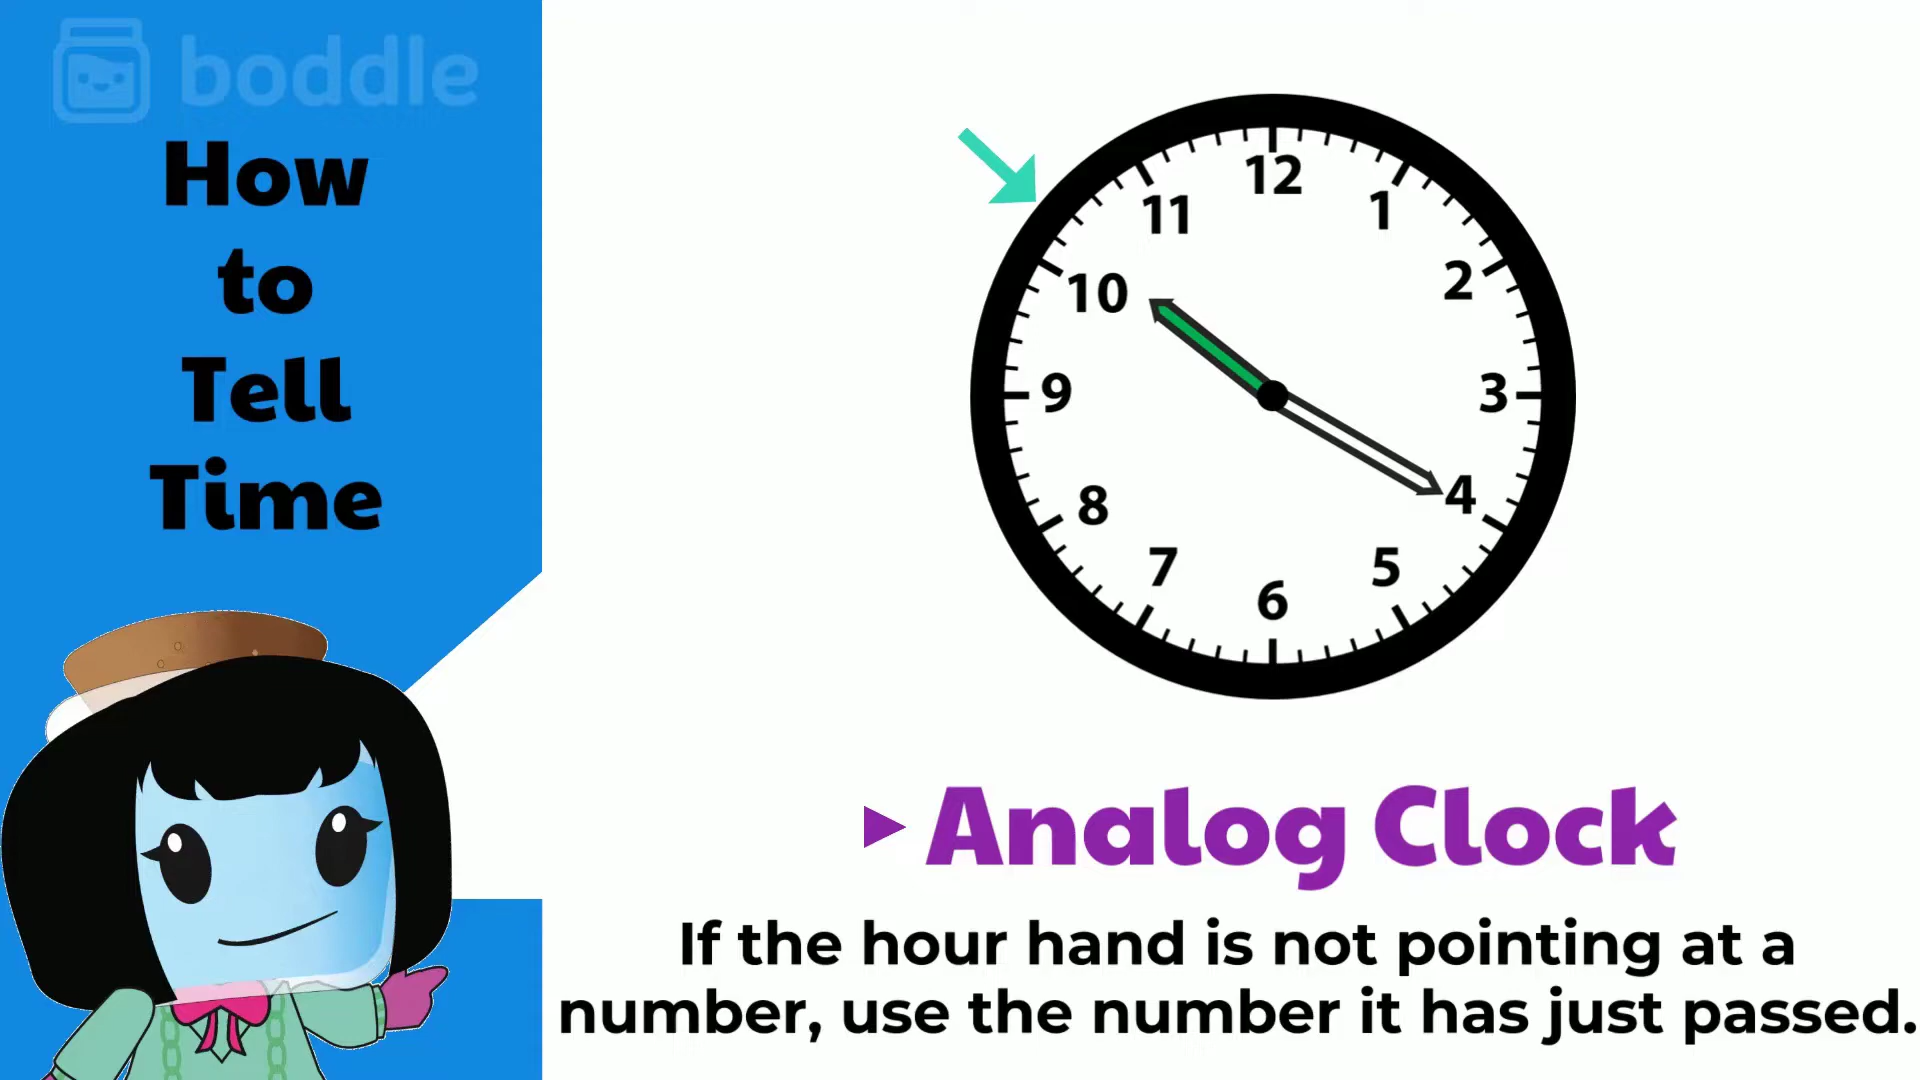 boddle
How
to
Tell
Time
12
11
1
10
2
9
3
8
4
7
5
6
Analog Clock
If the hour hand is not pointing at a
number, use the number it has just passed.